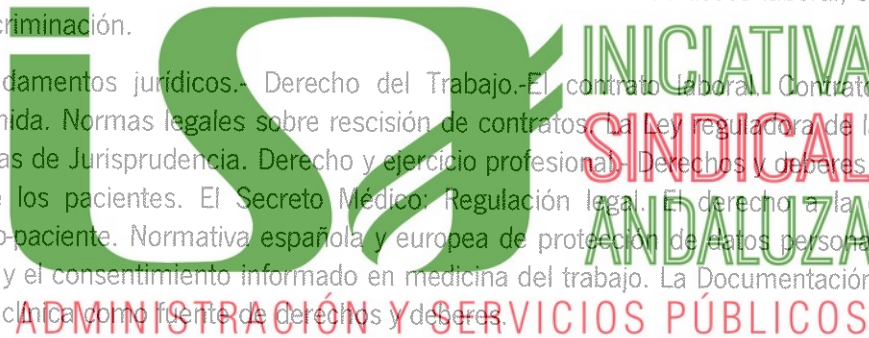 criminación.
damentos jurídicos.- Derecho del Trabajo.-El contrato laboral. Contrato
nida. Normas legales sobre rescisión de contratos. La Ley reguladora de l
as de Jurisprudencia. Derecho y ejercicio profesional.- Derechos y deberes
los pacientes. El Secreto Médico: Regulación legal. El derecho a la
o-paciente. Normativa española y europea de protección de datos persona
y el consentimiento informado en medicina del trabajo. La Documentación
clínica como fuente de derechos y deberes.
isa
INICIATIVA
SINDICAL
ANDALUZA
ADMINISTRACIÓN Y SERVICIOS PÚBLICOS